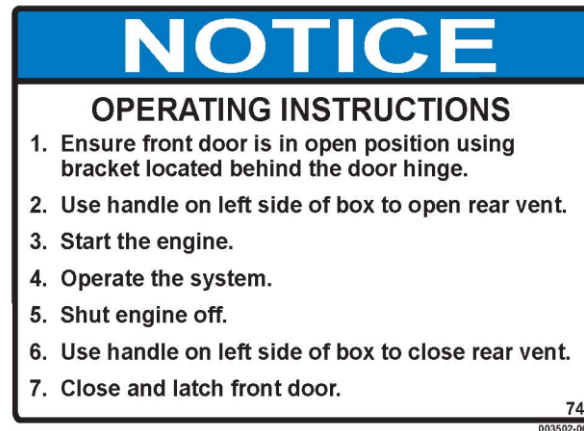 NOTICE
OPERATING INSTRUCTIONS
1. Ensure front door is in open position using
bracket located behind the door hinge.
2. Use handle on left side of box to open rear vent.
3. Start the engine.
4. Operate the system.
5. Shut engine off.
6. Use handle on left side of box to close rear vent.
7. Close and latch front door.
74